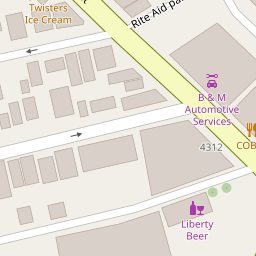 Twisters
Ice Cream
Rite Aid pa
B & M
Automotive
Services
4312
COB
Liberty
Beer